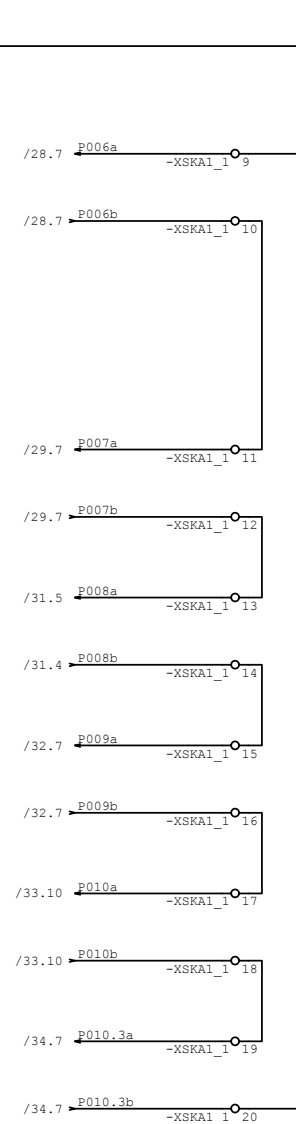 /28.7 P006a
-XSKA1_1 9
/28.7 P006b
-XSKA1_1 10
/29.7 P007a
-XSKA1_1 11
/29.7 P007b
-XSKA1_1 12
/31.5 P008a
-XSKA1_1 13
/31.4 P008b
-XSKA1_1 14
/32.7 P009a
-XSKA1_1 15
/32.7 P009b
-XSKA1_1 16
/33.10 P010a
-XSKA1_1 17
/33.10 P010b
-XSKA1_1 18
/34.7 P010.3a
-XSKA1_1 19
/34.7 P010.3b
-XSKA1_1 20